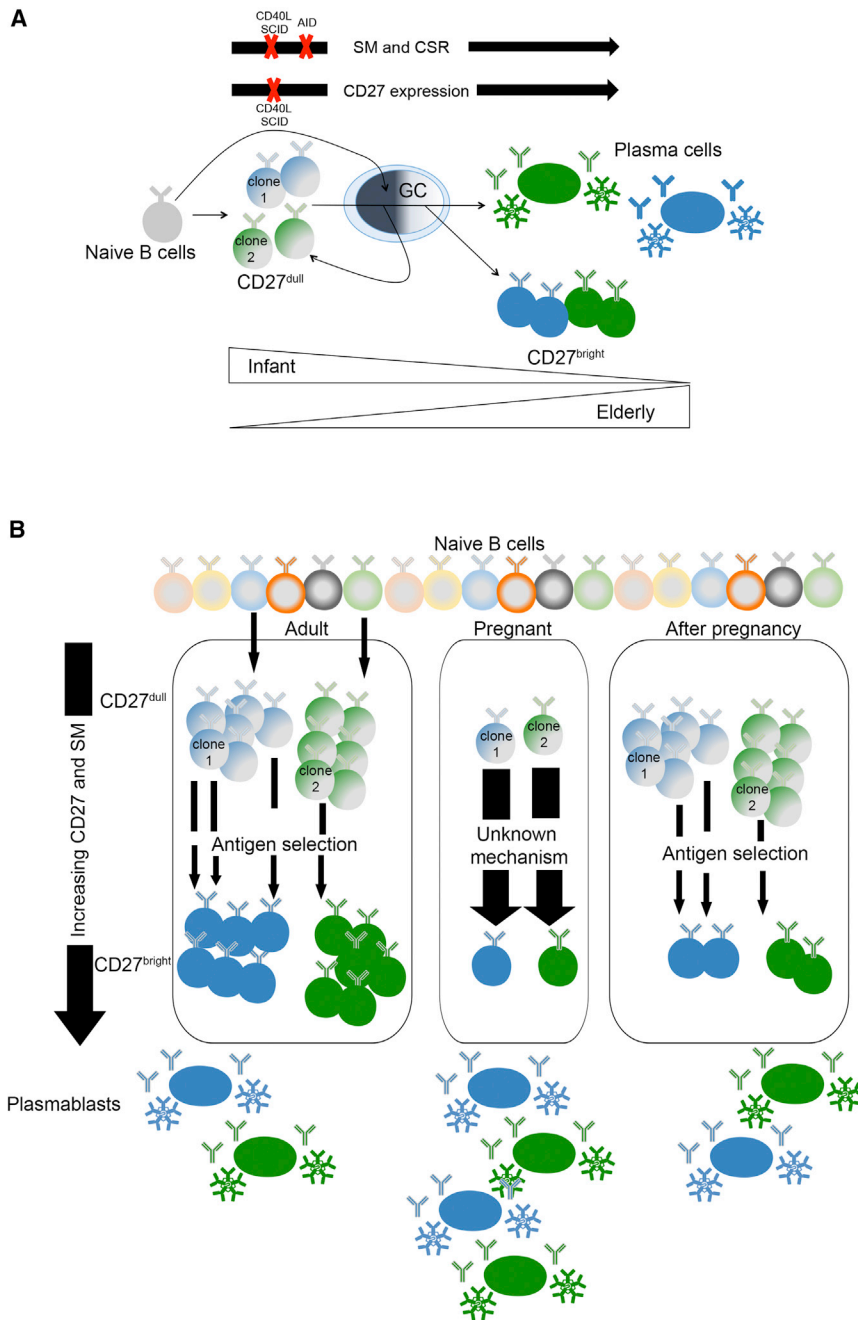 A
CD40L
SCID
AID
SM and CSR
CD27 expression
CD40L
SCID
Plasma cells
GC
clone
1
clone
2
Naive B cells
CD27dull
CD27bright
Infant
Elderly
B
Naive B cells
Adult
Pregnant
After pregnancy
CD27dull
clone
1
clone
2
clone
1
clone
2
clone
1
clone
2
Increasing CD27 and SM
Antigen selection
Unknown
mechanism
Antigen selection
CD27bright
Plasmablasts